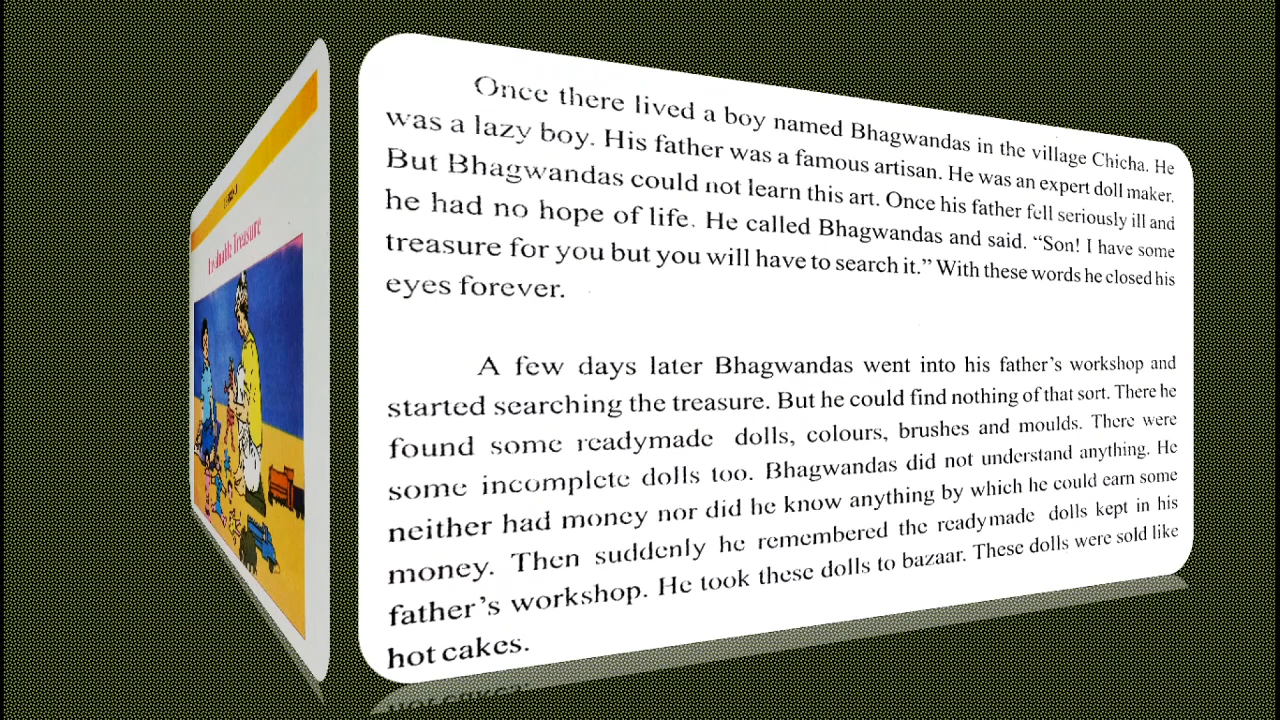 Treasure
Once there lived a boy named Bhagwandas in the village Chicha. He
was a lazy boy. His father was a famous artisan. He was an expert doll maker.
But Bhagwandas could not learn this art. Once his father fell seriously ill and
he had no hope of life. He called Bhagwandas and said. “Son! I have some
treasure for you but you will have to search it.” With these words he closed his
eyes forever.
A few days later Bhagwandas went into his father’s workshop and
started searching the treasure. But he could find nothing of that sort. There he
found some readymade dolls, colours, brushes and moulds. There were
some incomplete dolls too. Bhagwandas did not understand anything. He
neither had money nor did he know anything by which he could earn some
money. Then suddenly he remembered the readymade dolls kept in his
father’s workshop. He took these dolls to bazaar. These dolls were sold like
hot cakes.